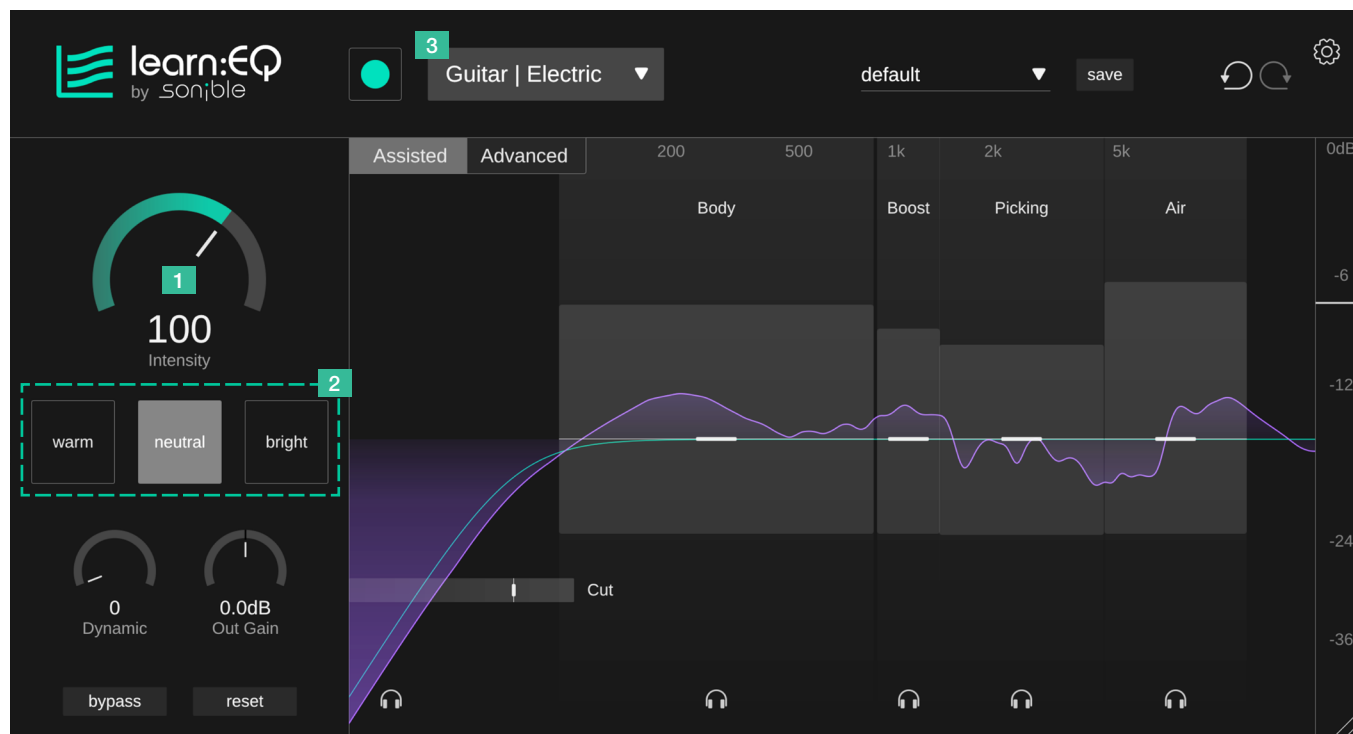 learn:EQ
by sonible
3
Guitar | Electric
default
save
Assisted
Advanced
200
500
1k
2k
5k
0dB
Body
Boost
Picking
Air
1
100
Intensity
-6
2
warm
neutral
bright
-12
-24
Cut
0
Dynamic
0.0dB
Out Gain
-36
bypass
reset